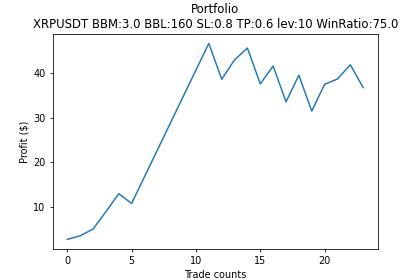 Portfolio
XRPUSDT BBM:3.0 BBL:160 SL:0.8 TP:0.6 lev:10 WinRatio:75.0
40
30
20
10
Profit ($)
0 5 10 15 20
Trade counts